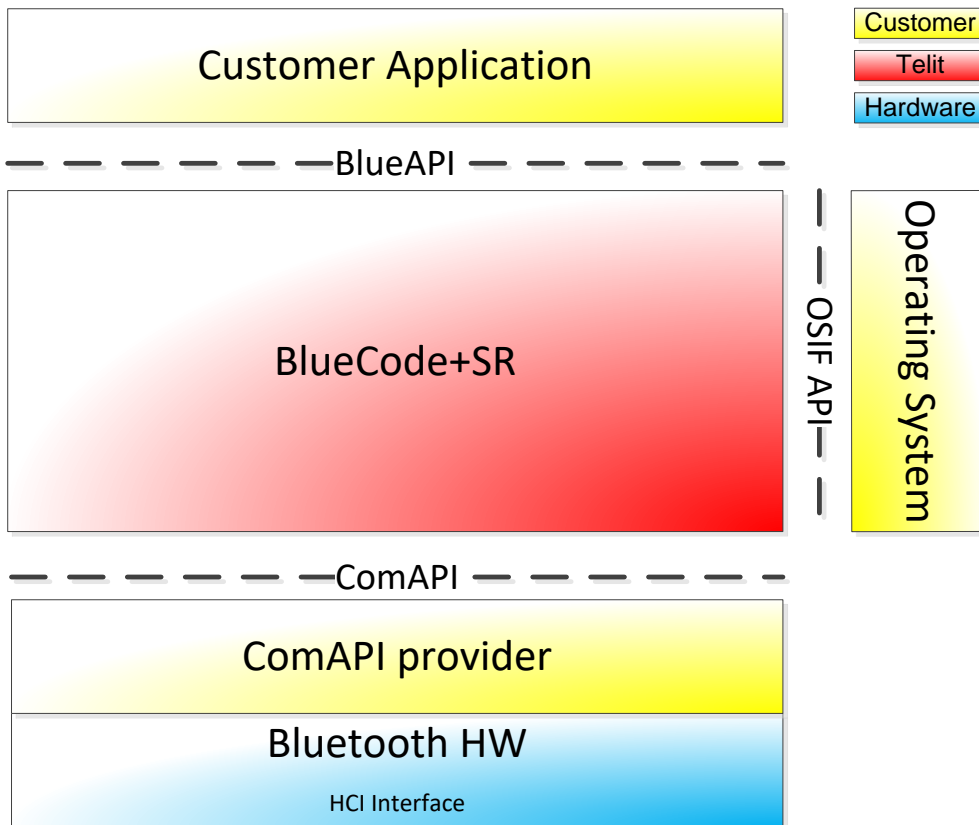 Customer Application
Customer
Telit
Hardware
BlueAPI
BlueCode+SR
OSIF API
Operating System
ComAPI
ComAPI provider
Bluetooth HW
HCI Interface